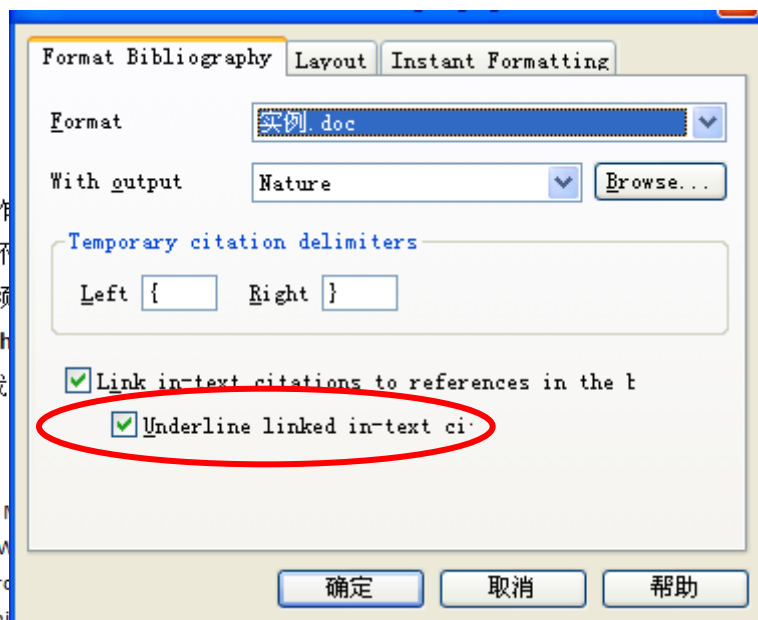 Format Bibliography Layout Instant Formatting
Format 实例.doc
With output Nature Browse...
Temporary citation delimiters
Left { Right }
Link in-text citations to references in the
Underline linked in-text
确定 取消 帮助